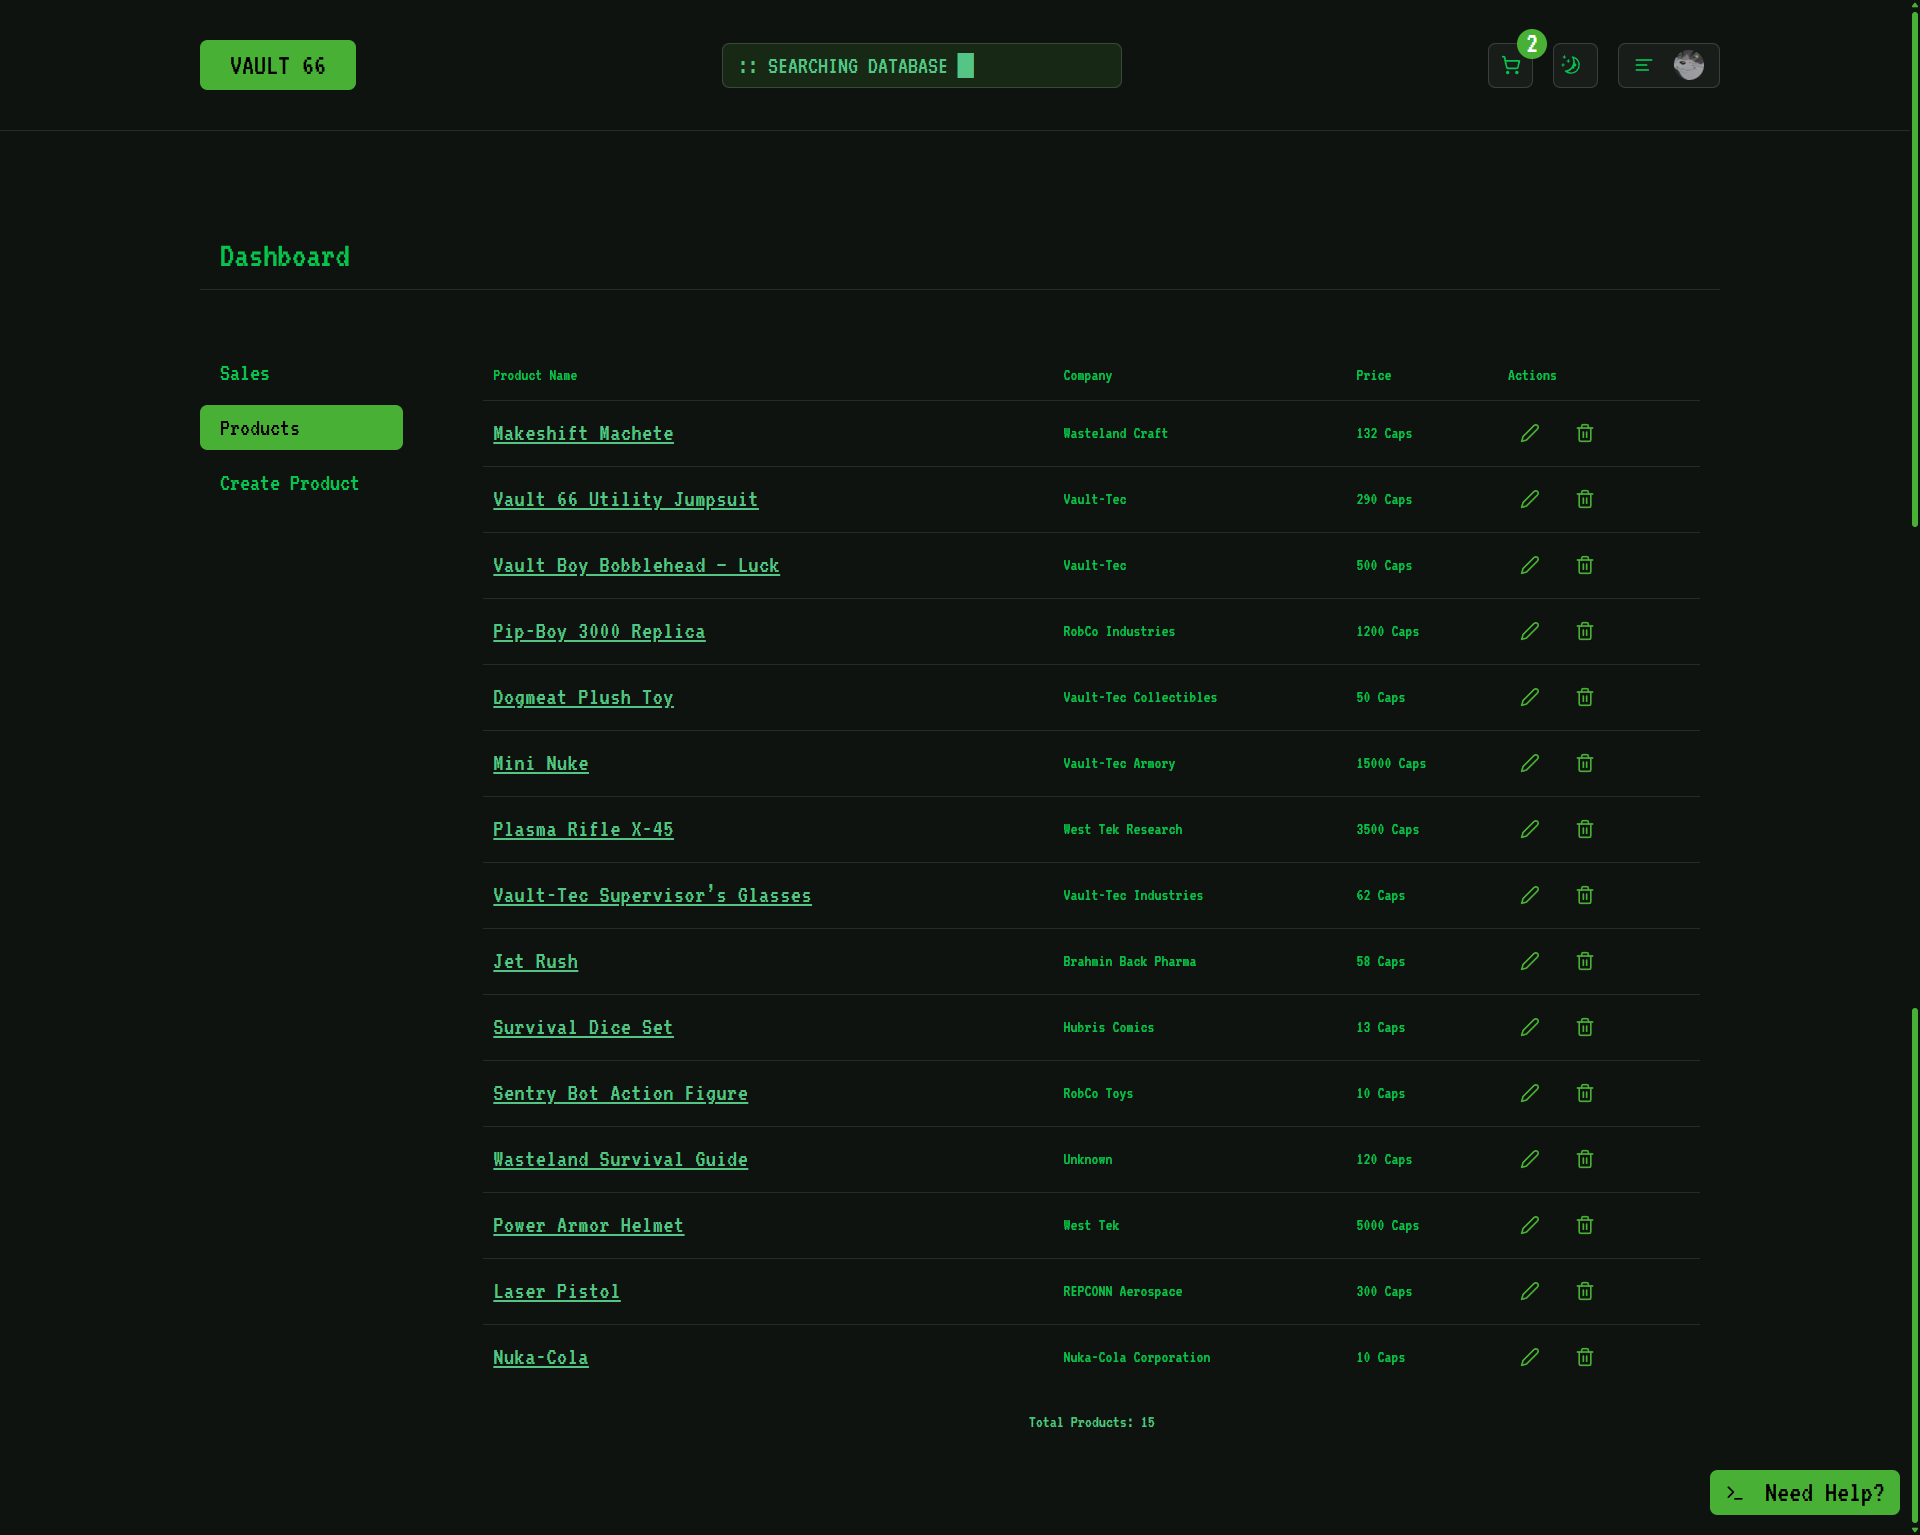 VAULT 66
:: SEARCHING DATABASE
2
Dashboard
Sales
Products
Create Product
Product Name Company Price Actions
Makeshift Machete Wasteland Craft 132 Caps
Vault 66 Utility Jumpsuit Vault-Tec 290 Caps
Vault Boy Bobblehead – Luck Vault-Tec 500 Caps
Pip-Boy 3000 Replica RobCo Industries 1200 Caps
Dogmeat Plush Toy Vault-Tec Collectibles 50 Caps
Mini Nuke Vault-Tec Armory 15000 Caps
Plasma Rifle X-45 West Tek Research 3500 Caps
Vault-Tec Supervisor’s Glasses Vault-Tec Industries 62 Caps
Jet Rush Brahmin Back Pharma 58 Caps
Survival Dice Set Hubris Comics 13 Caps
Sentry Bot Action Figure RobCo Toys 10 Caps
Wasteland Survival Guide Unknown 120 Caps
Power Armor Helmet West Tek 5000 Caps
Laser Pistol REPCONN Aerospace 300 Caps
Nuka-Cola Nuka-Cola Corporation 10 Caps
Total Products: 15
Need Help?